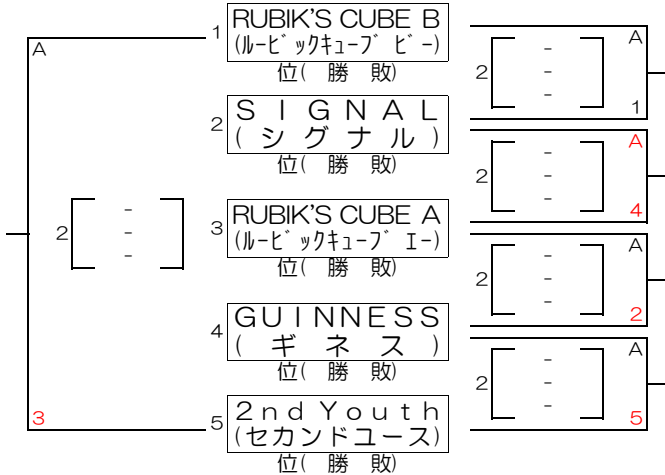 A
2
- 
- 
- 
3
1
RUBIK'S CUBE B
(ﾙｰﾋﾞｯｸｷｭｰﾌﾞ ﾋﾞｰ)
位( 勝 敗)
2
ＳＩＧＮＡＬ
(シグナル)
位( 勝 敗)
3
RUBIK'S CUBE A
(ﾙｰﾋﾞｯｸｷｭｰﾌﾞ ｴｰ)
位( 勝 敗)
4
ＧＵＩＮＮＥＳＳ
(ギネス)
位( 勝 敗)
5
２ｎｄ Ｙｏｕｔｈ
(セカンドユース)
位( 勝 敗)
A
2
-
-
-
1
A
2
-
-
-
4
A
2
-
-
-
2
A
2
-
-
-
5